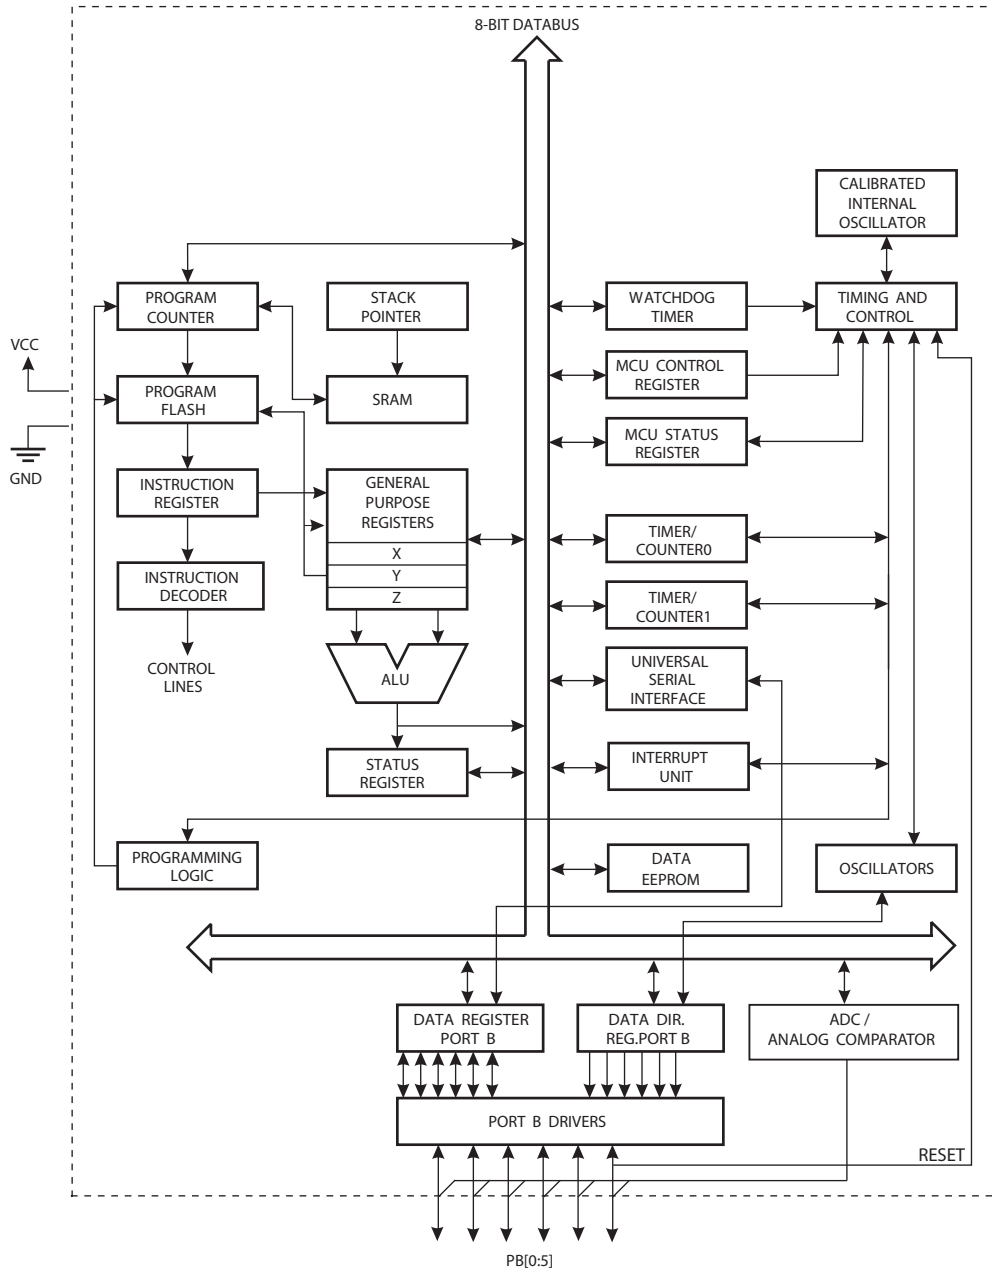 8-BIT DATABUS
CALIBRATED
INTERNAL
OSCILLATOR
PROGRAM
COUNTER
STACK
POINTER
WATCHDOG
TIMER
TIMING AND
CONTROL
VCC
GND
PROGRAM
FLASH
SRAM
MCU CONTROL
REGISTER
MCU STATUS
REGISTER
INSTRUCTION
REGISTER
GENERAL
PURPOSE
REGISTERS
X
Y
Z
TIMER/
COUNTER0
INSTRUCTION
DECODER
TIMER/
COUNTER1
CONTROL
LINES
ALU
UNIVERSAL
SERIAL
INTERFACE
STATUS
REGISTER
INTERRUPT
UNIT
PROGRAMMING
LOGIC
DATA
EEPROM
OSCILLATORS
DATA REGISTER
PORT B
DATA DIR.
REG.PORT B
ADC /
ANALOG COMPARATOR
PORT B DRIVERS
RESET
PB[0:5]